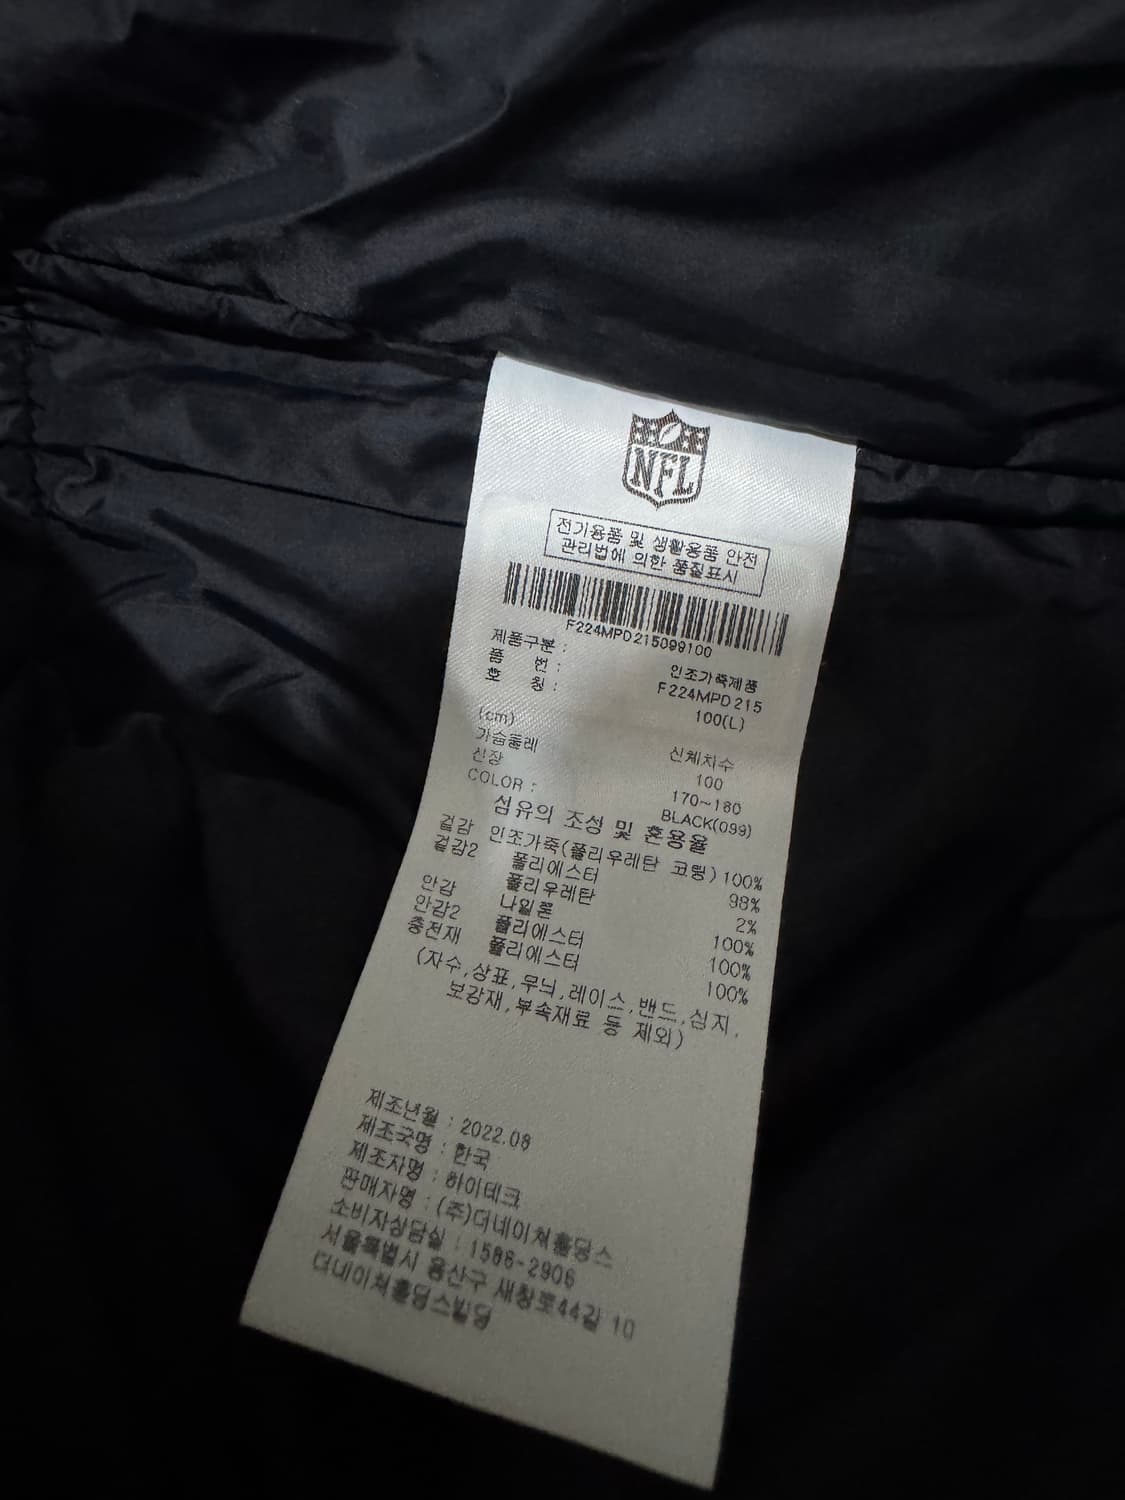 NFL
전기용품 및 생활용품 안전
관리법에 의한 품질표시
F224MPD215099100
제품구분 : 인조가죽제품
품 번 : F224MPD215
호 칭 : 100(L)
(cm) 신체치수
가슴둘레 100
신장 170~180
COLOR : BLACK(099)
섬유의 조성 및 혼용율
겉감 인조가죽(폴리우레탄 코팅) 100%
겉감2 폴리에스터 98%
폴리우레탄 2%
안감 나일론 100%
안감2 폴리에스터 100%
충전재 폴리에스터 100%
(자수,상표,무늬,레이스,밴드,심지,
보강재,부속재료 등 제외)
제조년월 : 2022.08
제조국명 : 한국
제조자명 : 하이테크
판매자명 : (주)더네이쳐홀딩스
소비자상담실 : 1566-2906
서울특별시 용산구 새창로44길 10
더네이쳐홀딩스빌딩